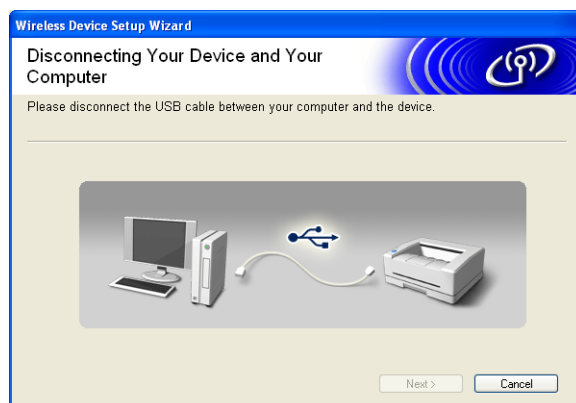 Wireless Device Setup Wizard
Disconnecting Your Device and Your
Computer
Please disconnect the USB cable between your computer and the device.
Next >
Cancel